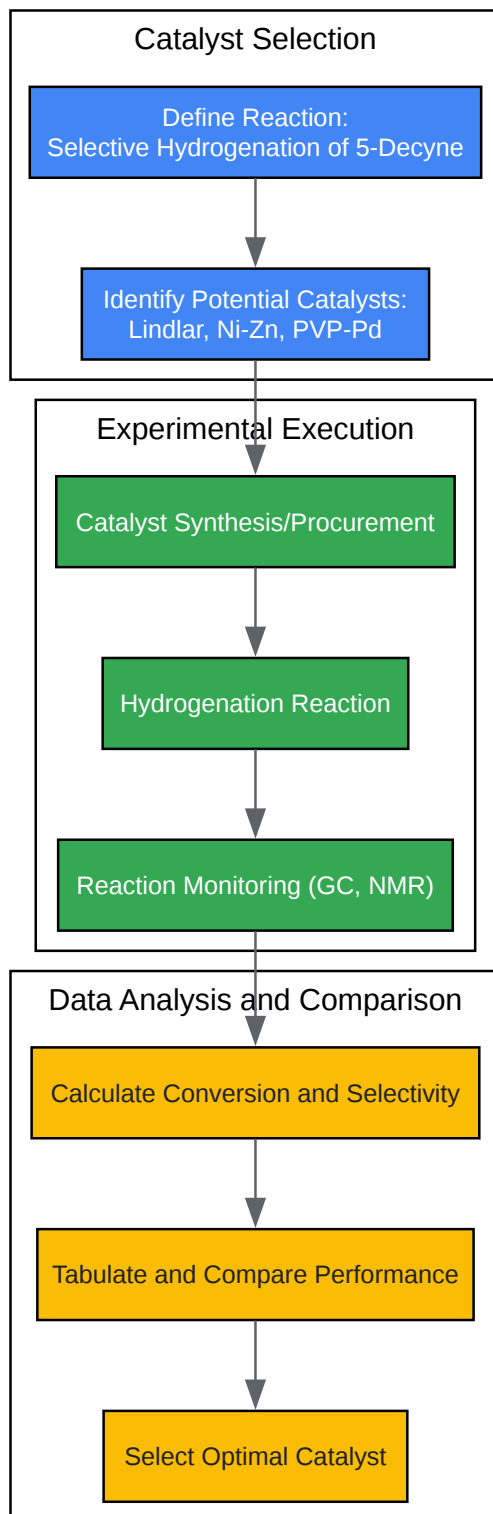 Catalyst Selection
Define Reaction:
Selective Hydrogenation of 5-Decyne
Identify Potential Catalysts:
Lindlar, Ni-Zn, PVP-Pd
Experimental Execution
Catalyst Synthesis/Procurement
Hydrogenation Reaction
Reaction Monitoring (GC, NMR)
Data Analysis and Comparison
Calculate Conversion and Selectivity
Tabulate and Compare Performance
Select Optimal Catalyst